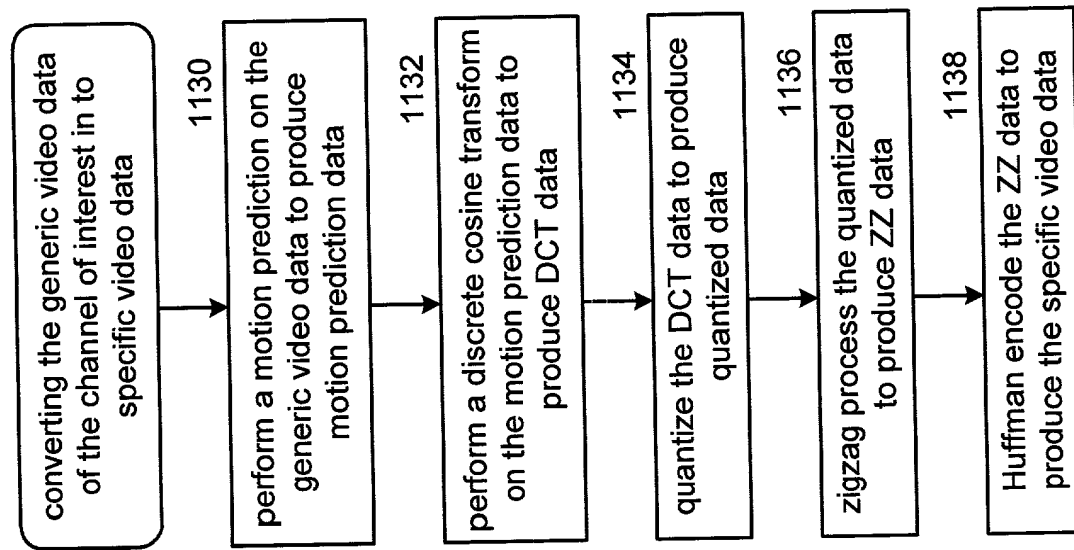 converting the generic video data
of the channel of interest in to
specific video data
1130
perform a motion prediction on the
generic video data to produce
motion prediction data
1132
perform a discrete cosine transform
on the motion prediction data to
produce DCT data
1134
quantize the DCT data to produce
quantized data
1136
zigzag process the quantized data
to produce ZZ data
1138
Huffman encode the ZZ data to
produce the specific video data